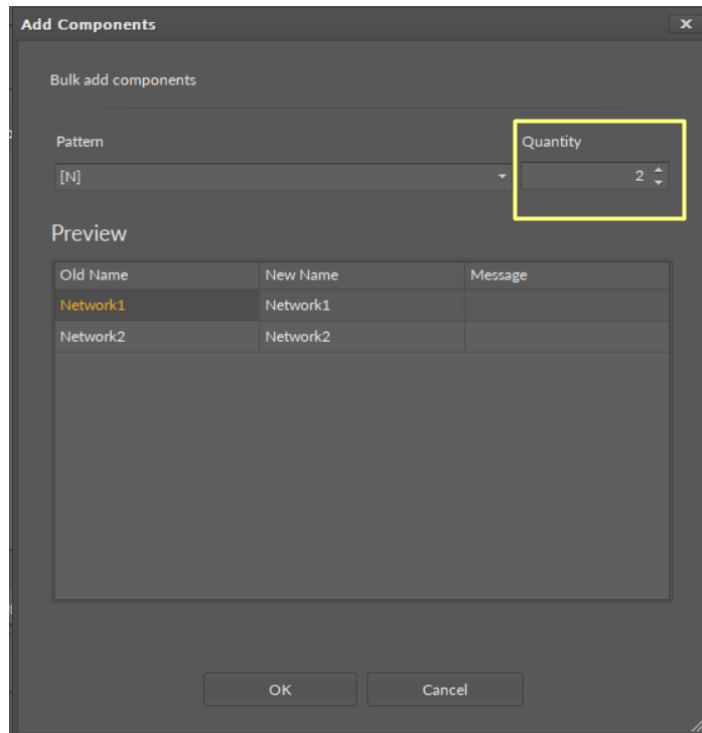 Add Components
Bulk add components
Pattern Quantity
[N] 2
Preview
Old Name New Name Message
Network1 Network1
Network2 Network2
OK Cancel